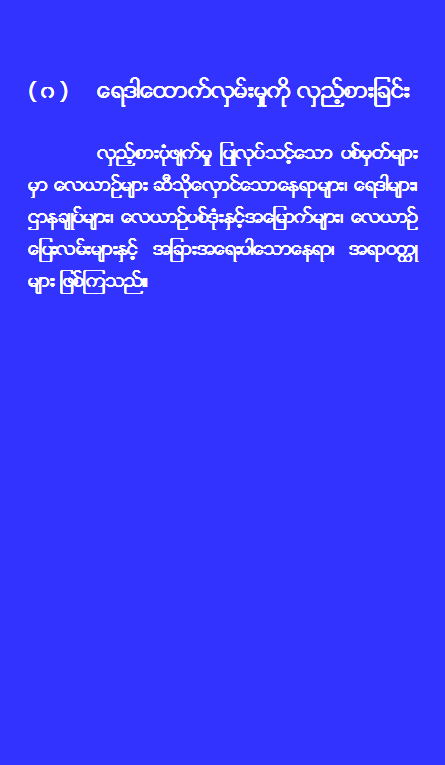 (ဂ) ရေဒါထောက်လှမ်းမှုကို လှည့်စားခြင်း
လှည့်စားပုံဖျက်မှု ပြုလုပ်သင့်သော ပစ်မှတ်များ
မှာ လေယာဉ်များ ဆီသိုလှောင်သောနေရာများ၊ ရေဒါများ၊
ဌာနချုပ်များ၊ လေယာဉ်ပစ်ဒုံးနှင့်အမြောက်များ၊ လေယာဉ်
ပြေးလမ်းများနှင့် အခြားအရေးပါသောနေရာ၊ အရာဝတ္ထု
များ ဖြစ်ကြသည်။